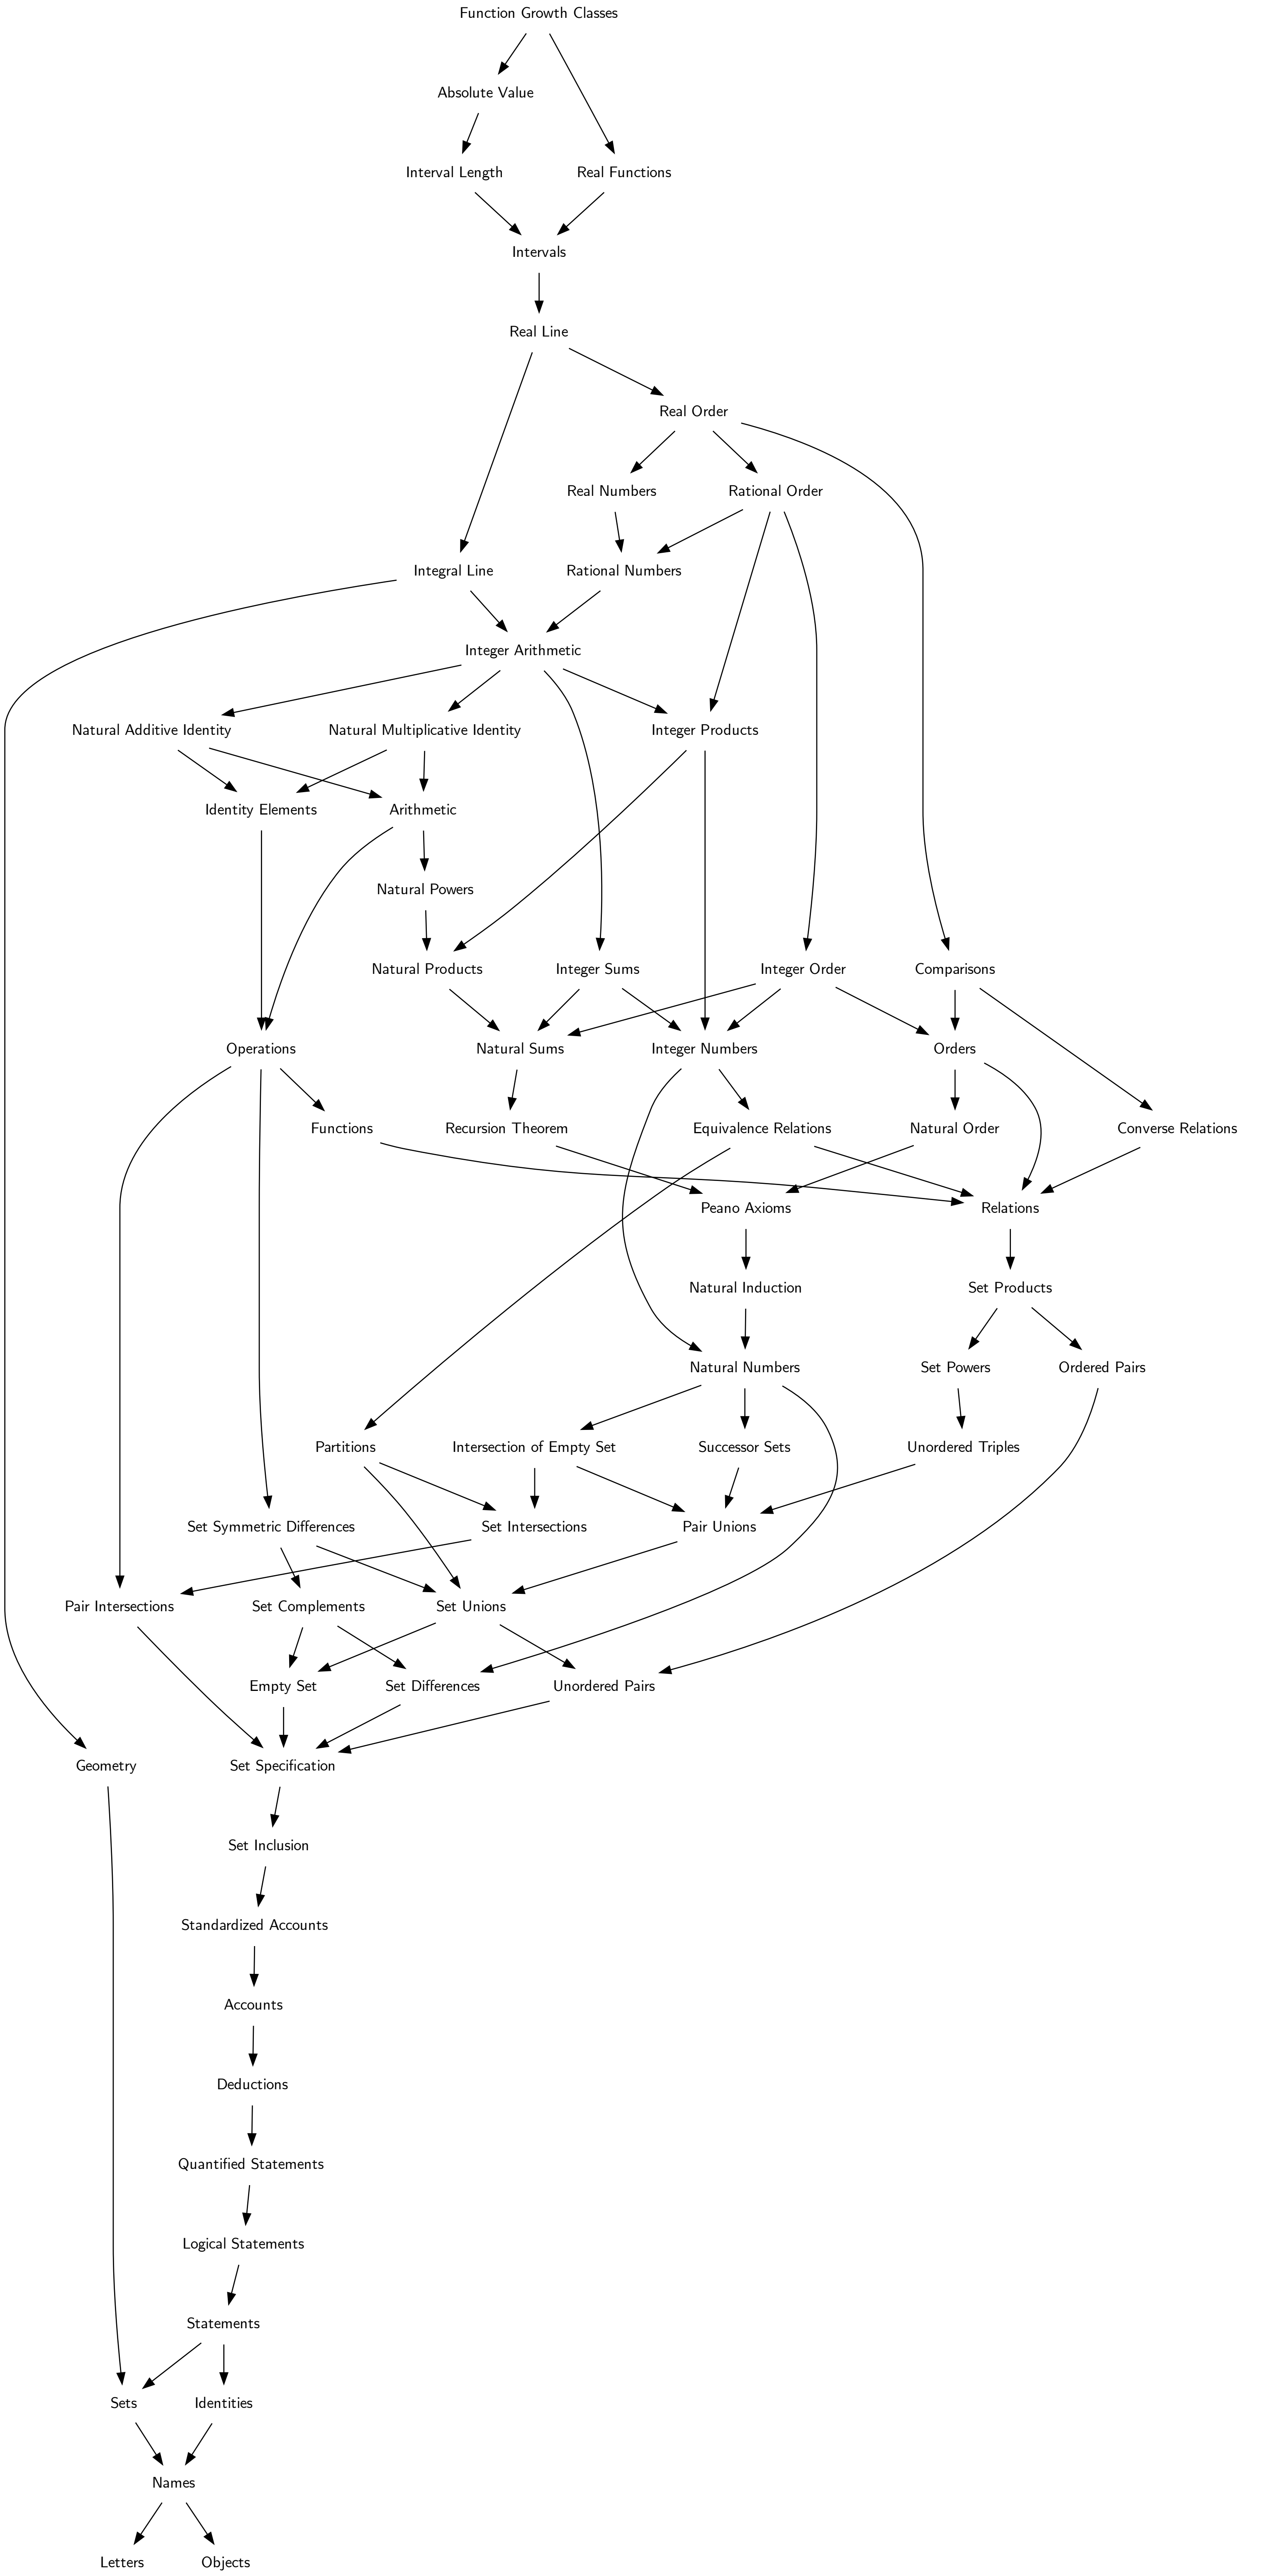 Function Growth Classes
Absolute Value
Interval Length
Real Functions
Intervals
Real Line
Real Order
Real Numbers
Rational Order
Integral Line
Rational Numbers
Integer Arithmetic
Natural Additive Identity
Natural Multiplicative Identity
Integer Products
Identity Elements
Arithmetic
Natural Powers
Natural Products
Integer Sums
Integer Order
Comparisons
Operations
Natural Sums
Integer Numbers
Orders
Functions
Recursion Theorem
Equivalence Relations
Natural Order
Converse Relations
Peano Axioms
Relations
Natural Induction
Set Products
Natural Numbers
Set Powers
Ordered Pairs
Partitions
Intersection of Empty Set
Successor Sets
Unordered Triples
Set Symmetric Differences
Set Intersections
Pair Unions
Pair Intersections
Set Complements
Set Unions
Empty Set
Set Differences
Unordered Pairs
Geometry
Set Specification
Set Inclusion
Standardized Accounts
Accounts
Deductions
Quantified Statements
Logical Statements
Statements
Sets
Identities
Names
Letters
Objects